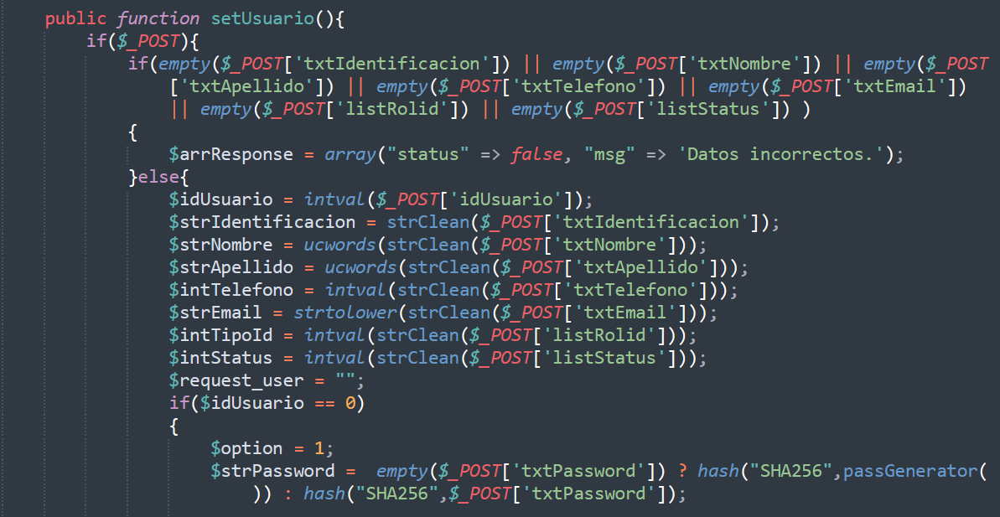 public function setUsuario(){
if($_POST){
if(empty($_POST['txtIdentificacion']) || empty($_POST['txtNombre']) || empty($_POST
['txtApellido']) || empty($_POST['txtTelefono']) || empty($_POST['txtEmail'])
|| empty($_POST['listRolid']) || empty($_POST['listStatus']) )
{
$arrResponse = array("status" => false, "msg" => 'Datos incorrectos.');
}else{
$idUsuario = intval($_POST['idUsuario']);
$strIdentificacion = strClean($_POST['txtIdentificacion']);
$strNombre = ucwords(strClean($_POST['txtNombre']));
$strApellido = ucwords(strClean($_POST['txtApellido']));
$intTelefono = intval(strClean($_POST['txtTelefono']));
$strEmail = strtolower(strClean($_POST['txtEmail']));
$intTipoId = intval(strClean($_POST['listRolid']));
$intStatus = intval(strClean($_POST['listStatus']));
$request_user = "";
if($idUsuario == 0)
{
$option = 1;
$strPassword =  empty($_POST['txtPassword']) ? hash("SHA256",passGenerator(
)) : hash("SHA256",$_POST['txtPassword']);